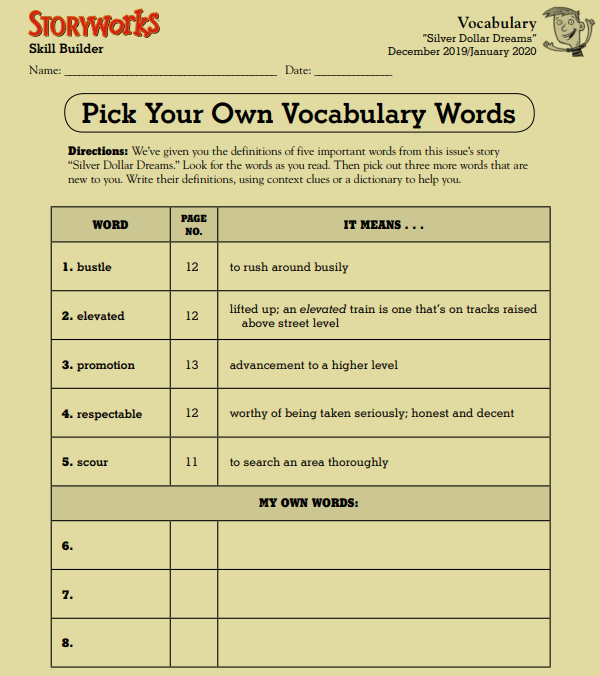 STORYWORKS
Skill Builder
Vocabulary
"Silver Dollar Dreams"
December 2019/January 2020
Name: ________________________________ Date: ____________
Pick Your Own Vocabulary Words
Directions: We've given you the definitions of five important words from this issue's story
"Silver Dollar Dreams." Look for the words as you read. Then pick out three more words that are
new to you. Write their definitions, using context clues or a dictionary to help you.
WORD PAGE NO. IT MEANS . . .
1. bustle 12 to rush around busily
2. elevated 12 lifted up; an elevated train is one that's on tracks raised
above street level
3. promotion 13 advancement to a higher level
4. respectable 12 worthy of being taken seriously; honest and decent
5. scour 11 to search an area thoroughly
MY OWN WORDS:
6.
7.
8.